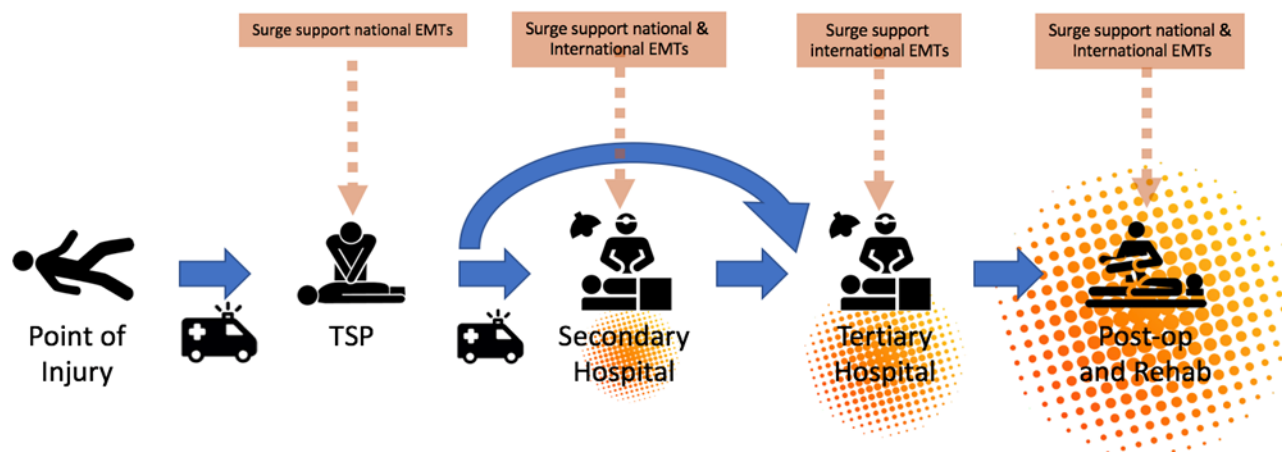 Surge support national EMTs
Surge support national &
International EMTs
Surge support
international EMTs
Surge support national &
International EMTs
Point of
Injury
TSP
Secondary
Hospital
Tertiary
Hospital
Post-op
and Rehab